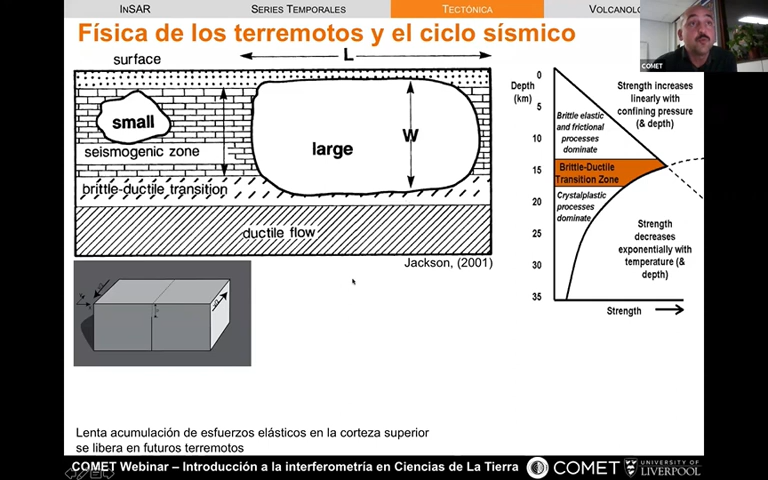 InSAR
SERIES TEMPORALES
TECTÓNICA
VOLCANOLO
COMET
Física de los terremotos y el ciclo sísmico
L
surface
small
seismogenic zone
brittle-ductile transition
large
W
ductile flow
Jackson, (2001)
Depth
(km)
0
5
10
15
20
25
30
35
Strength increases
linearly with
confining pressure
(& depth)
Brittle elastic
and frictional
processes
dominate
Brittle-Ductile
Transition Zone
Crystalplastic
processes
dominate
Strength
decreases
exponentially with
temperature (&
depth)
Strength
Lenta acumulación de esfuerzos elásticos en la corteza superior
se libera en futuros terremotos
COMET Webinar – Introducción a la interferometría en Ciencias de La Tierra
COMET
UNIVERSITY OF
LIVERPOOL